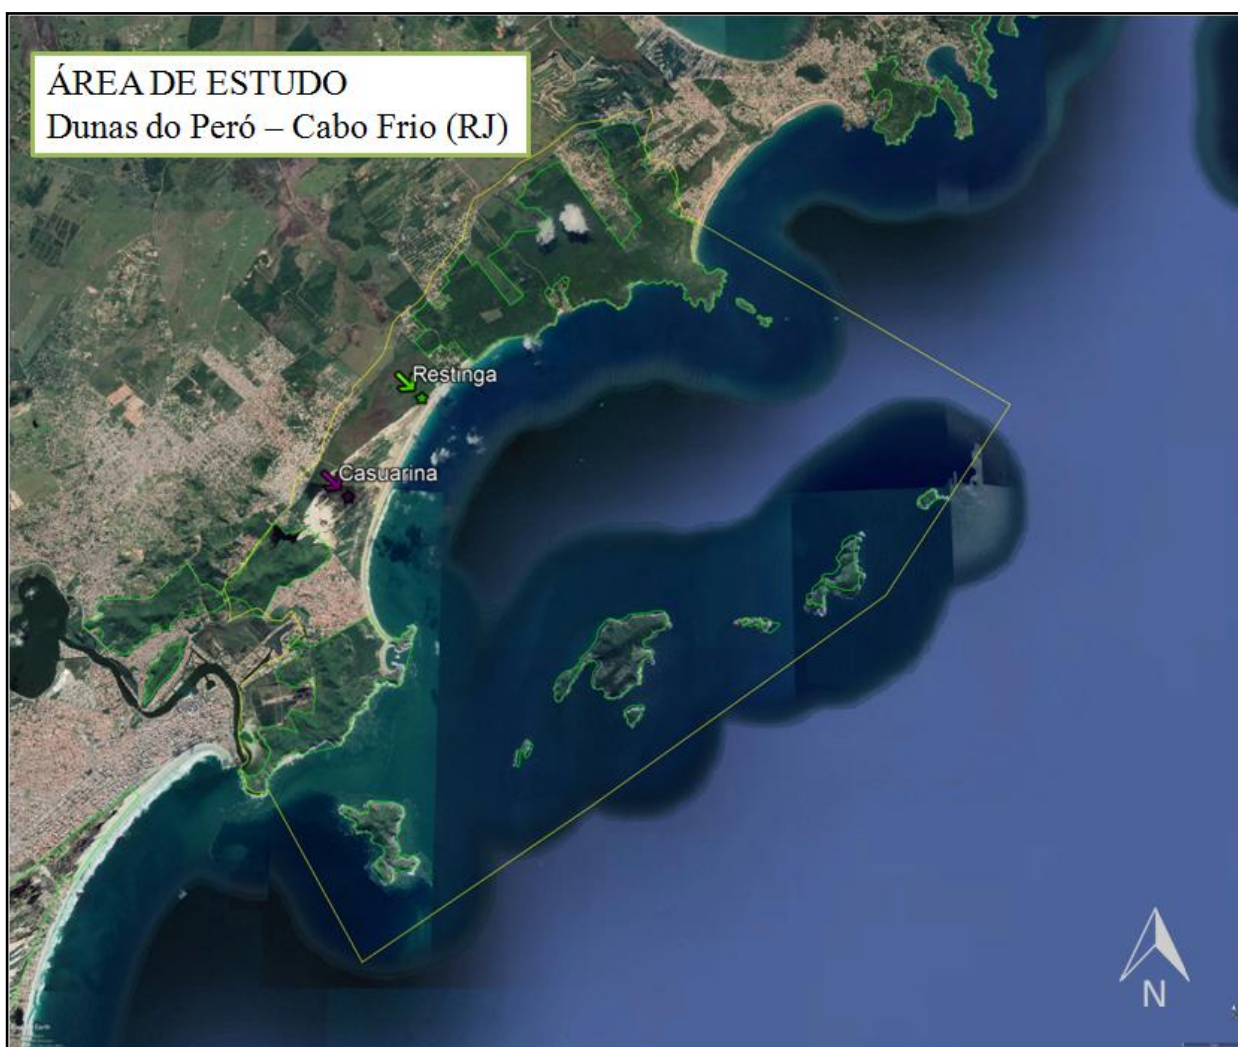 ÁREA DE ESTUDO
Dunas do Peró – Cabo Frio (RJ)
Restinga
Casuarina
N